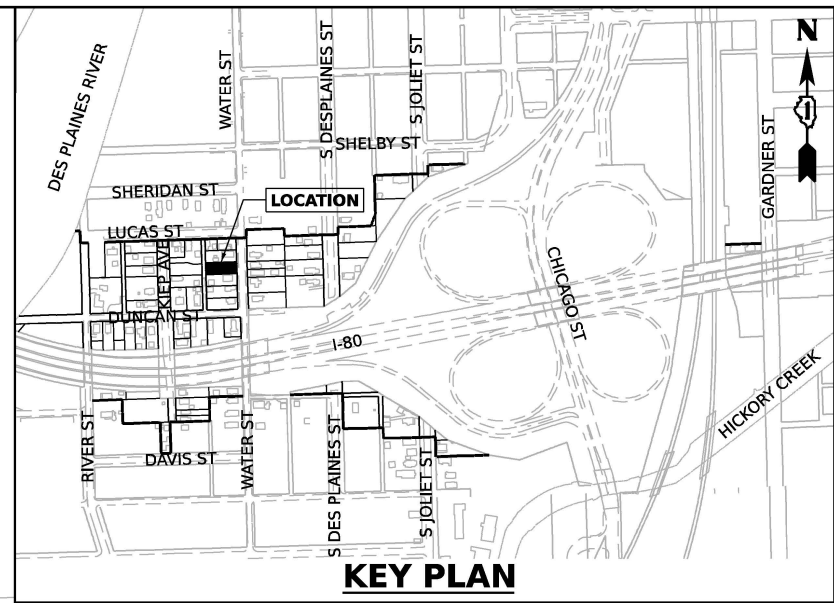 N
DES PLAINES RIVER
WATER ST
S DESPLAINES ST
S JOLIET ST
SHELBY ST
GARDNER ST
SHERIDAN ST
LOCATION
LUCAS ST
KIEP AVE
CHICAGO ST
DUNCAN ST
I-80
HICKORY CREEK
RIVER ST
WATER ST
S DES PLAINES ST
S JOLIET ST
DAVIS ST
KEY PLAN